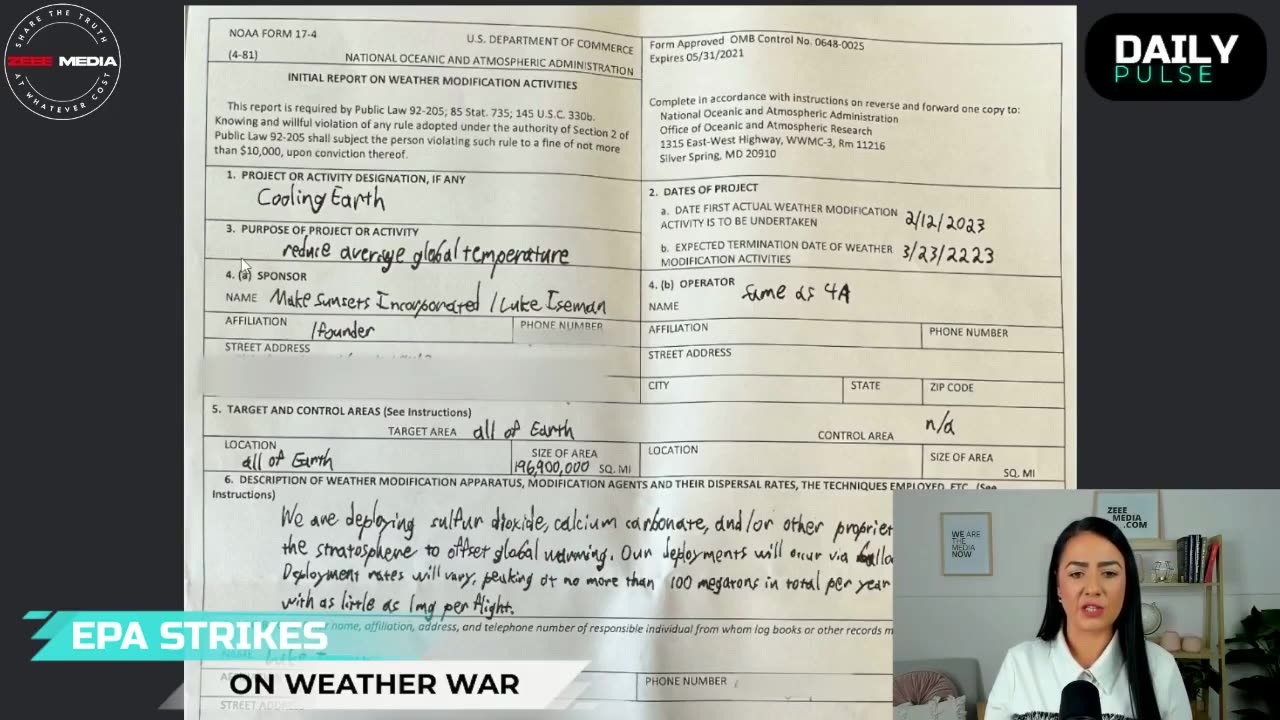 SHARE THE TRUTH
ZEEE MEDIA
AT WHATEVER COST
DAILY
PULSE
NOAA FORM 17-4
(4-81)
U.S. DEPARTMENT OF COMMERCE
NATIONAL OCEANIC AND ATMOSPHERIC ADMINISTRATION
INITIAL REPORT ON WEATHER MODIFICATION ACTIVITIES
Form Approved OMB Control No. 0648-0025
Expires 05/31/2021
This report is required by Public Law 92-205; 85 Stat. 735; 145 U.S.C. 330b.
Knowing and willful violation of any rule adopted under the authority of Section 2 of
Public Law 92-205 shall subject the person violating such rule to a fine of not more
than $10,000, upon conviction thereof.
Complete in accordance with instructions on reverse and forward one copy to:
National Oceanic and Atmospheric Administration
Office of Oceanic and Atmospheric Research
1315 East-West Highway, WWMC-3, Rm 11216
Silver Spring, MD 20910
1. PROJECT OR ACTIVITY DESIGNATION, IF ANY
Cooling Earth
2. DATES OF PROJECT
a. DATE FIRST ACTUAL WEATHER MODIFICATION
ACTIVITY IS TO BE UNDERTAKEN
2/12/2023
b. EXPECTED TERMINATION DATE OF WEATHER
MODIFICATION ACTIVITIES
3/23/2223
3. PURPOSE OF PROJECT OR ACTIVITY
reduce average global temperature
4. (a) SPONSOR
NAME Make Sunsets Incorporated / Luke Iseman
4. (b) OPERATOR
NAME
same as 4A
AFFILIATION
/founder
PHONE NUMBER
AFFILIATION
PHONE NUMBER
STREET ADDRESS
STREET ADDRESS
CITY
STATE
ZIP CODE
5. TARGET AND CONTROL AREAS (See Instructions)
TARGET AREA all of Earth
CONTROL AREA
n/a
LOCATION
all of Earth
SIZE OF AREA
196,900,000 SQ. MI
LOCATION
SIZE OF AREA
SQ. MI
6. DESCRIPTION OF WEATHER MODIFICATION APPARATUS, MODIFICATION AGENTS AND THEIR DISPERSAL RATES, THE TECHNIQUES EMPLOYED, ETC. (See
Instructions)
We are deploying sulfur dioxide, calcium carbonate, and/or other propriet
the stratosphere to offset global warming. Our deployments will occur via ballo
Deployment rates will vary, peaking at no more than 100 megatons in total per year
with as little as 1mg per flight.
name, affiliation, address, and telephone number of responsible individual from whom log books or other records m
PHONE NUMBER
STREET
EPA STRIKES
ON WEATHER WAR
WE ARE
THE
MEDIA
NOW
ZEEE
MEDIA
.COM